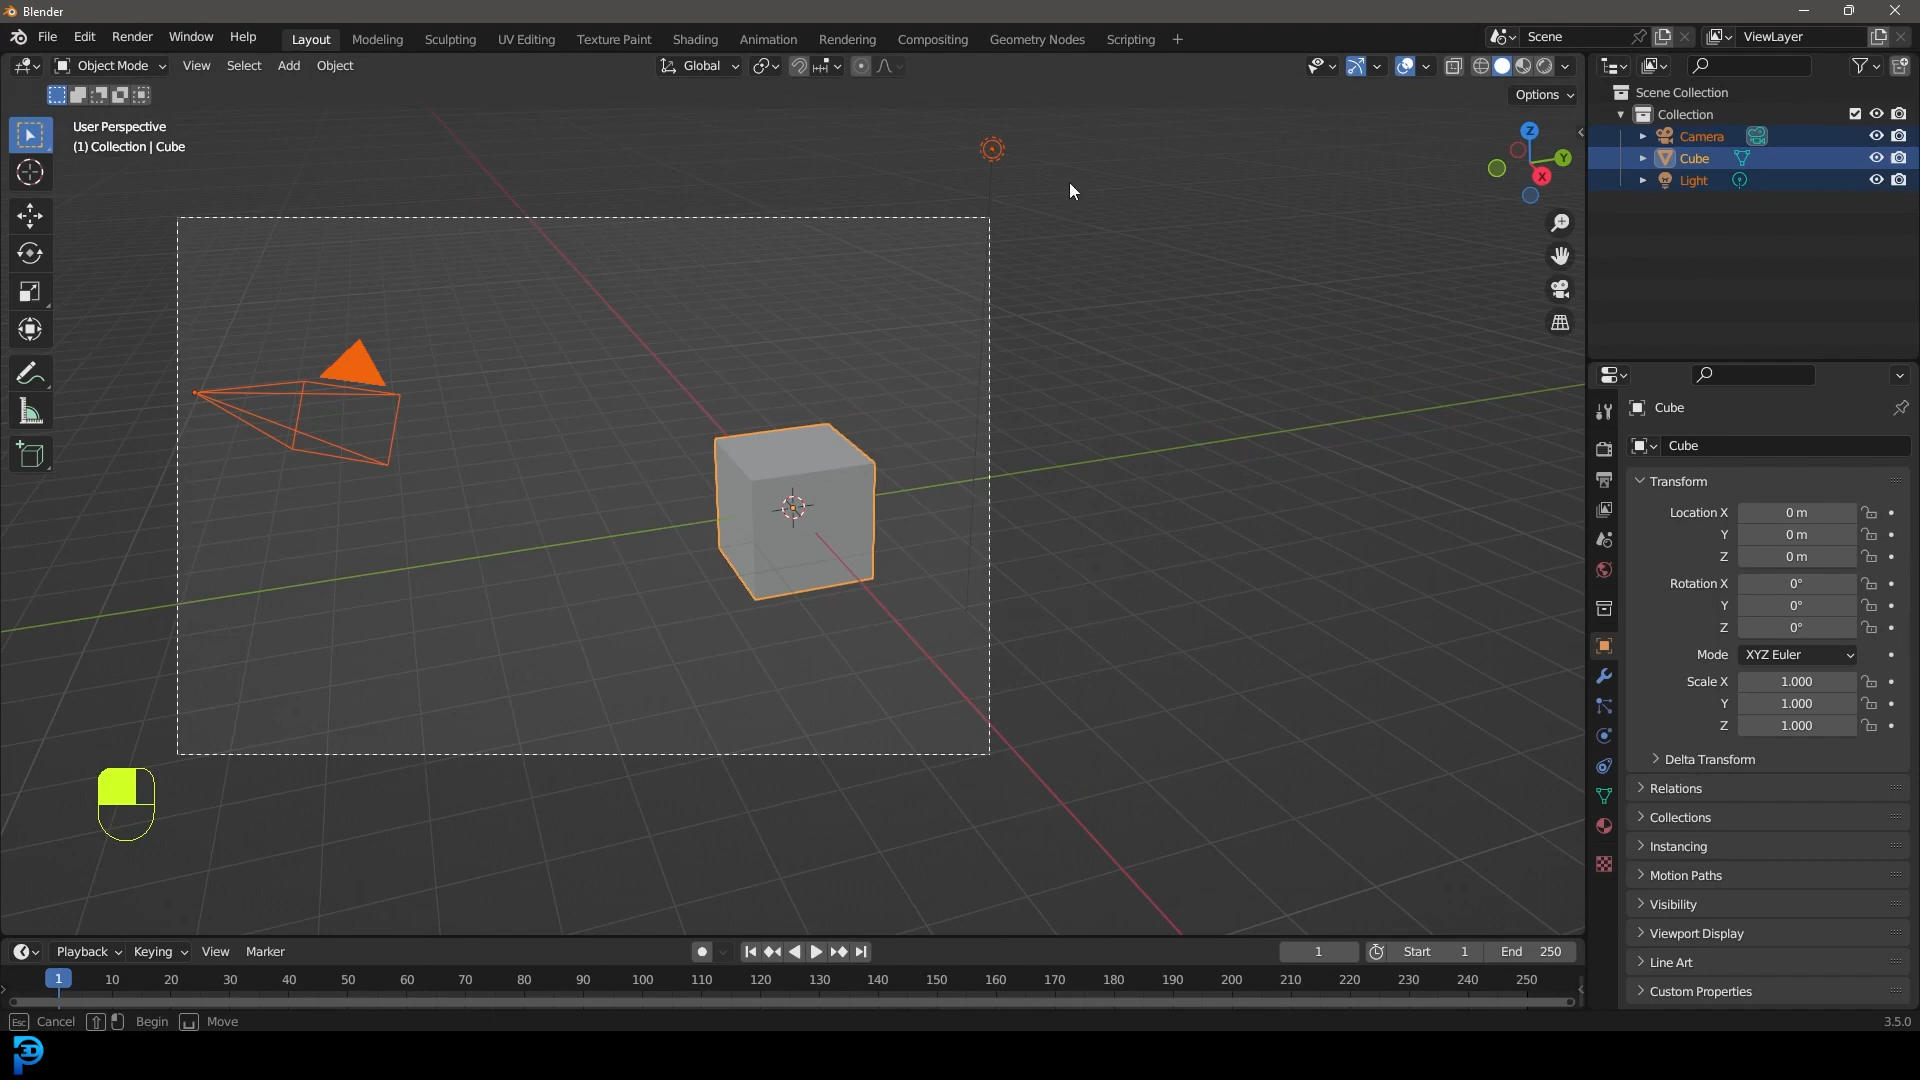 Blender
File Edit Render Window Help Layout Modeling Sculpting UV Editing Texture Paint Shading Animation Rendering Compositing Geometry Nodes Scripting + Scene ViewLayer
Object Mode View Select Add Object Global
Options
User Perspective
(1) Collection | Cube
Z
Y
X
Scene Collection
Collection
Camera
Cube
Light
Cube
Cube
Transform
Location X 0 m
Y 0 m
Z 0 m
Rotation X 0°
Y 0°
Z 0°
Mode XYZ Euler
Scale X 1.000
Y 1.000
Z 1.000
Delta Transform
Relations
Collections
Instancing
Motion Paths
Visibility
Viewport Display
Line Art
Custom Properties
Playback Keying View Marker 1 Start 1 End 250
1 10 20 30 40 50 60 70 80 90 100 110 120 130 140 150 160 170 180 190 200 210 220 230 240 250
Esc Cancel Begin Move 3.5.0
P3D